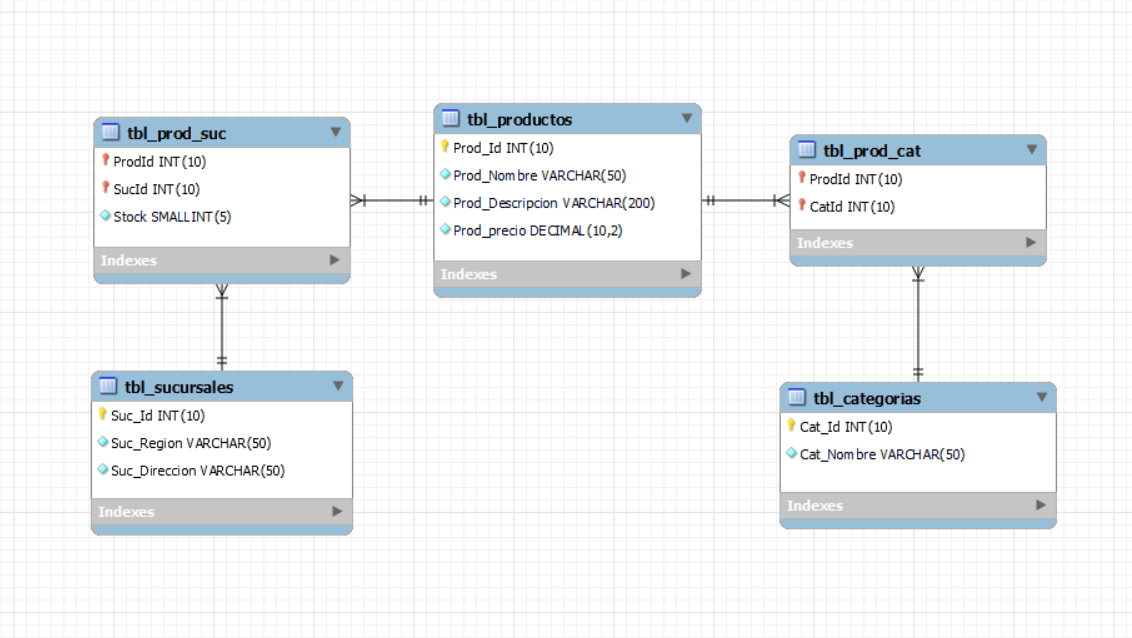 tbl_prod_suc
ProdId INT(10)
SucId INT(10)
Stock SMALLINT(5)
Indexes
tbl_productos
Prod_Id INT(10)
Prod_Nombre VARCHAR(50)
Prod_Descripcion VARCHAR(200)
Prod_precio DECIMAL(10,2)
Indexes
tbl_prod_cat
ProdId INT(10)
CatId INT(10)
Indexes
tbl_sucursales
Suc_Id INT(10)
Suc_Region VARCHAR(50)
Suc_Direccion VARCHAR(50)
Indexes
tbl_categorias
Cat_Id INT(10)
Cat_Nombre VARCHAR(50)
Indexes